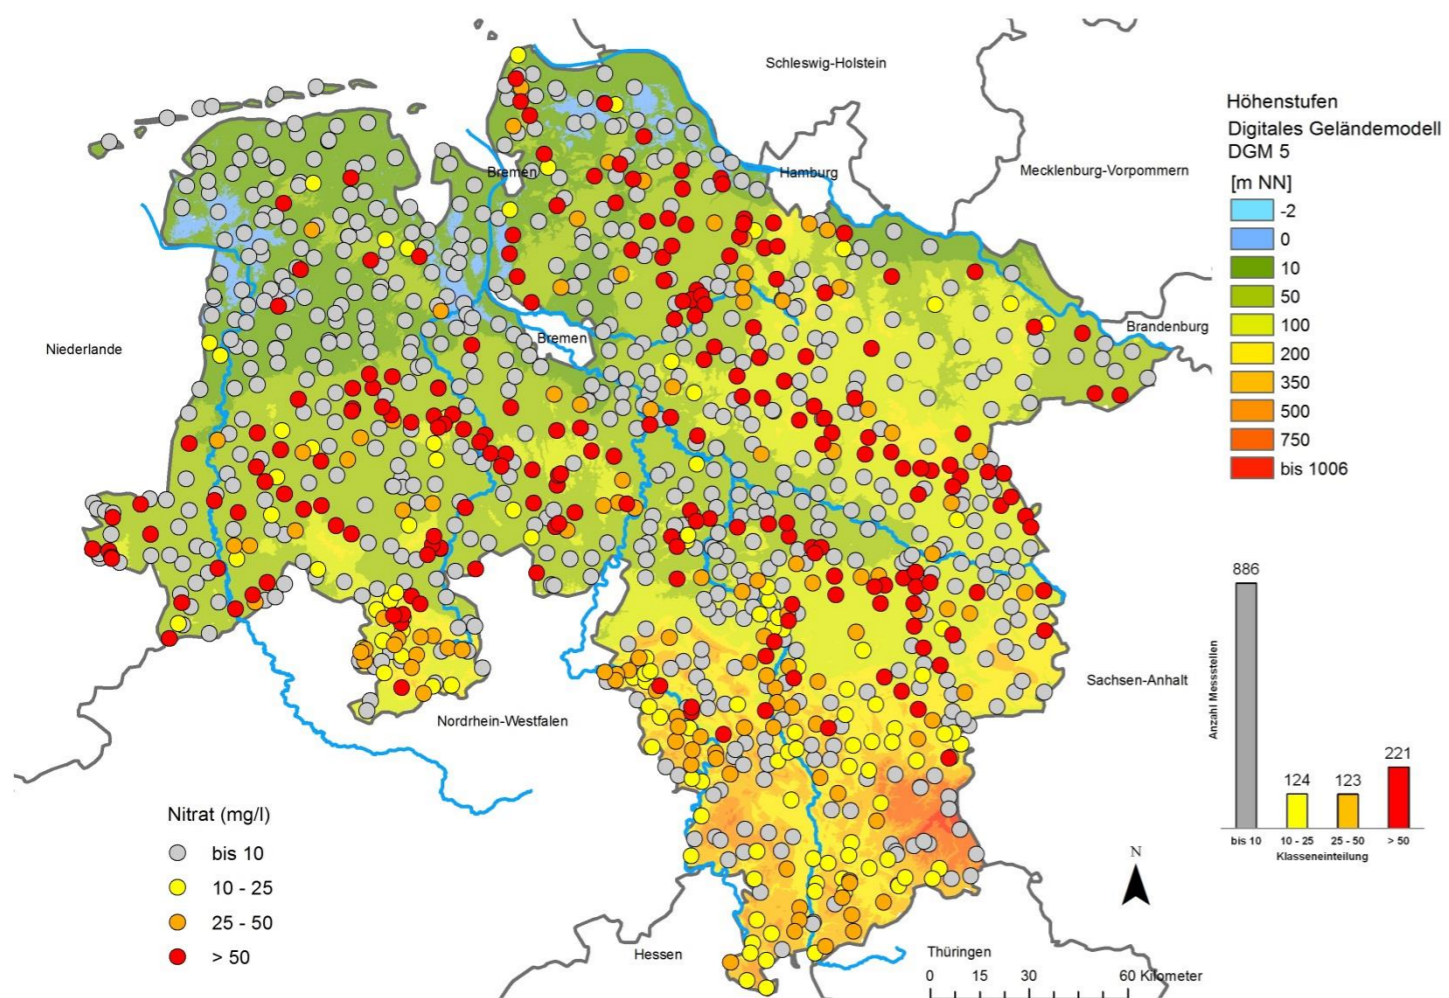 Schleswig-Holstein
Bremen
Hamburg
Mecklenburg-Vorpommern
Niederlande
Bremen
Brandenburg
Sachsen-Anhalt
Nordrhein-Westfalen
Hessen
Thüringen
Höhenstufen
Digitales Geländemodell
DGM 5
[m NN]
-2
0
10
50
100
200
350
500
750
bis 1006
Anzahl Messstellen
886
124
123
221
bis 10
10 - 25
25 - 50
> 50
Klasseneinteilung
Nitrat (mg/l)
bis 10
10 - 25
25 - 50
> 50
N
0 15 30 60 Kilometer